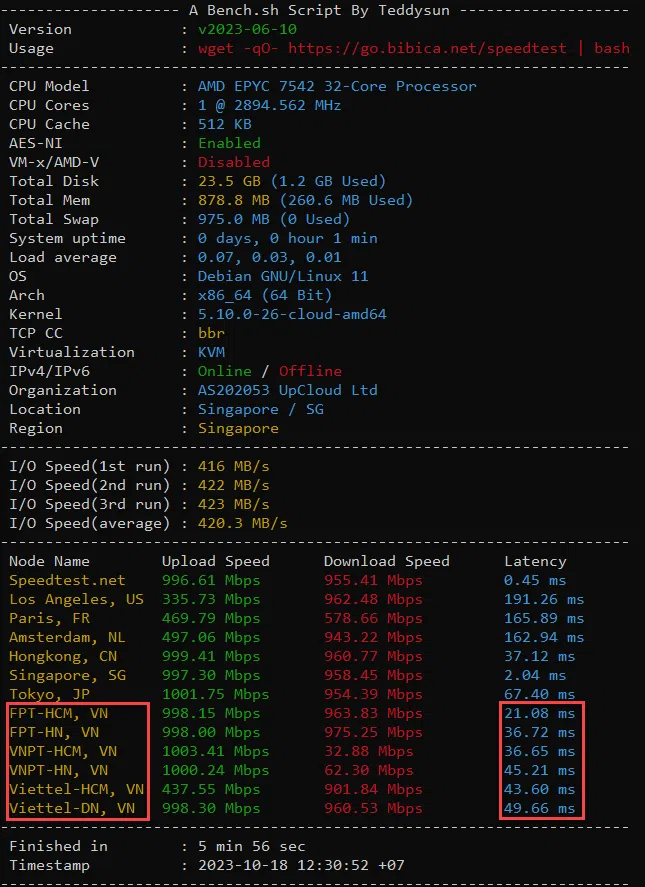 -------------------- A Bench.sh Script By Teddysun -------------------
Version            : v2023-06-10
Usage              : wget -qO- https://go.bibica.net/speedtest | bash
----------------------------------------------------------------------
CPU Model          : AMD EPYC 7542 32-Core Processor
CPU Cores          : 1 @ 2894.562 MHz
CPU Cache          : 512 KB
AES-NI             : Enabled
VM-x/AMD-V         : Disabled
Total Disk         : 23.5 GB (1.2 GB Used)
Total Mem          : 878.8 MB (260.6 MB Used)
Total Swap         : 975.0 MB (0 Used)
System uptime      : 0 days, 0 hour 1 min
Load average       : 0.07, 0.03, 0.01
OS                 : Debian GNU/Linux 11
Arch               : x86_64 (64 Bit)
Kernel             : 5.10.0-26-cloud-amd64
TCP CC             : bbr
Virtualization     : KVM
IPv4/IPv6          : Online / Offline
Organization       : AS202053 UpCloud Ltd
Location           : Singapore / SG
Region             : Singapore
----------------------------------------------------------------------
I/O Speed(1st run) : 416 MB/s
I/O Speed(2nd run) : 422 MB/s
I/O Speed(3rd run) : 423 MB/s
I/O Speed(average) : 420.3 MB/s
----------------------------------------------------------------------
Node Name        Upload Speed      Download Speed      Latency
Speedtest.net    996.61 Mbps       955.41 Mbps         0.45 ms
Los Angeles, US  335.73 Mbps       962.48 Mbps         191.26 ms
Paris, FR        469.79 Mbps       578.66 Mbps         165.89 ms
Amsterdam, NL    497.06 Mbps       943.22 Mbps         162.94 ms
Hongkong, CN     999.41 Mbps       960.77 Mbps         37.12 ms
Singapore, SG    997.30 Mbps       958.45 Mbps         2.04 ms
Tokyo, JP        1001.75 Mbps      954.39 Mbps         67.40 ms
FPT-HCM, VN      998.15 Mbps       963.83 Mbps         21.08 ms
FPT-HN, VN       998.00 Mbps       975.25 Mbps         36.72 ms
VNPT-HCM, VN     1003.41 Mbps      32.88 Mbps          36.65 ms
VNPT-HN, VN      1000.24 Mbps      62.30 Mbps          45.21 ms
Viettel-HCM, VN  437.55 Mbps       901.84 Mbps         43.60 ms
Viettel-DN, VN   998.30 Mbps       960.53 Mbps         49.66 ms
----------------------------------------------------------------------
Finished in        : 5 min 56 sec
Timestamp          : 2023-10-18 12:30:52 +07
----------------------------------------------------------------------